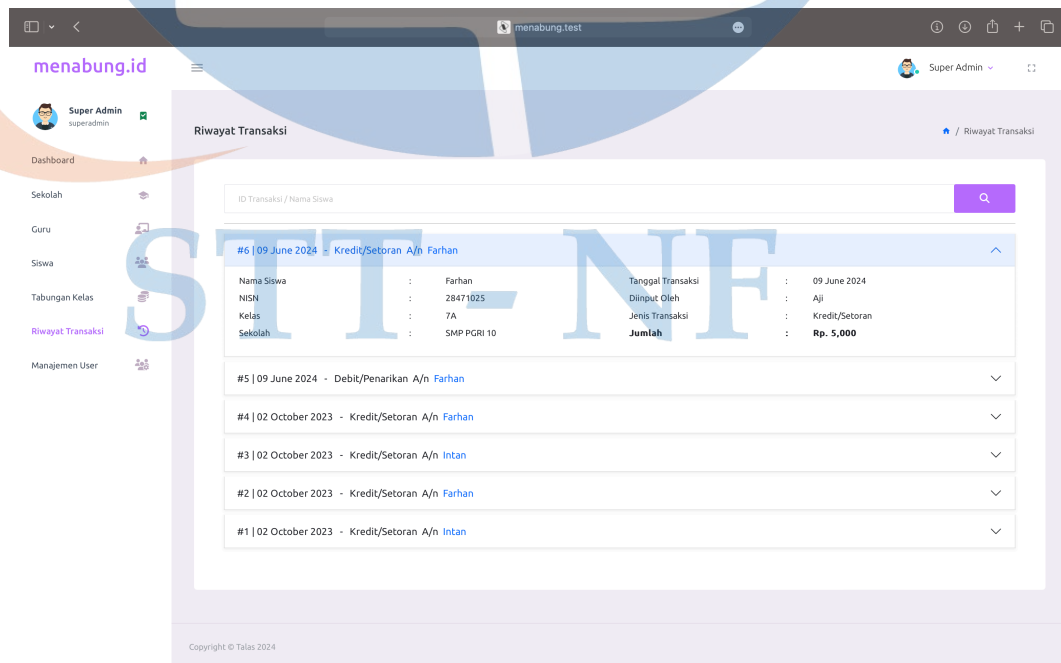 menabung.test
menabung.id
Super Admin
Super Admin
superadmin
Riwayat Transaksi
/ Riwayat Transaksi
Dashboard
Sekolah
Guru
Siswa
Tabungan Kelas
Riwayat Transaksi
Manajemen User
ID Transaksi / Nama Siswa
#6 | 09 June 2024 - Kredit/Setoran A/n Farhan
Nama Siswa : Farhan Tanggal Transaksi : 09 June 2024
NISN : 28471025 Diinput Oleh : Aji
Kelas : 7A Jenis Transaksi : Kredit/Setoran
Sekolah : SMP PGRI 10 Jumlah : Rp. 5,000
#5 | 09 June 2024 - Debit/Penarikan A/n Farhan
#4 | 02 October 2023 - Kredit/Setoran A/n Farhan
#3 | 02 October 2023 - Kredit/Setoran A/n Intan
#2 | 02 October 2023 - Kredit/Setoran A/n Farhan
#1 | 02 October 2023 - Kredit/Setoran A/n Intan
STT - NF
Copyright © Talas 2024